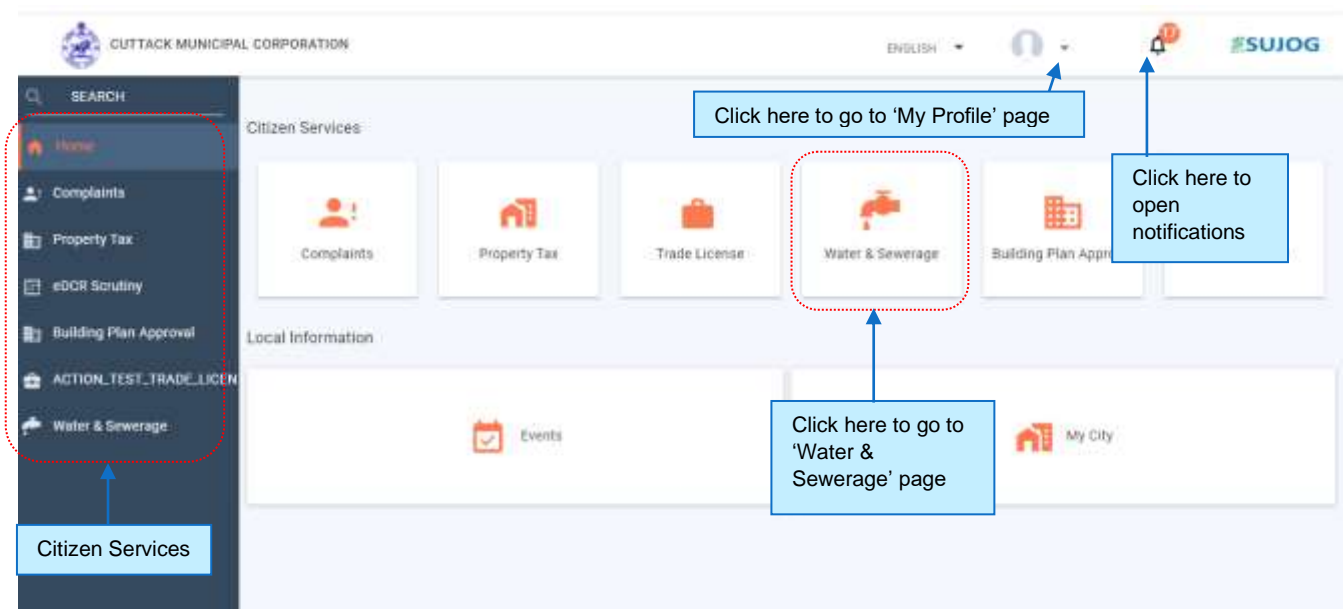 CUTTACK MUNICIPAL CORPORATION
ENGLISH
17
SUJOG
SEARCH
Click here to go to ‘My Profile’ page
Citizen Services
Home
Click here to
open
notifications
Complaints
Property Tax
eDCR Scrutiny
Building Plan Approval
ACTION_TEST_TRADE_LICEN
Water & Sewerage
Complaints
Property Tax
Trade License
Water & Sewerage
Building Plan Appr
Local Information
Events
Click here to go to
‘Water &
Sewerage’ page
My City
Citizen Services